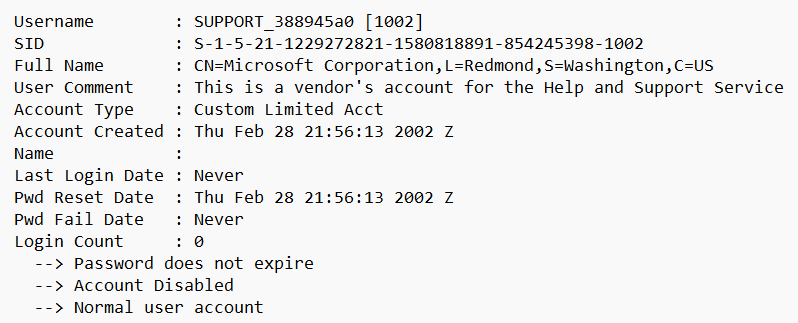 Username        : SUPPORT_388945a0 [1002]
SID             : S-1-5-21-1229272821-1580818891-854245398-1002
Full Name       : CN=Microsoft Corporation,L=Redmond,S=Washington,C=US
User Comment    : This is a vendor's account for the Help and Support Service
Account Type    : Custom Limited Acct
Account Created : Thu Feb 28 21:56:13 2002 Z
Name            :
Last Login Date : Never
Pwd Reset Date  : Thu Feb 28 21:56:13 2002 Z
Pwd Fail Date   : Never
Login Count     : 0
  --> Password does not expire
  --> Account Disabled
  --> Normal user account